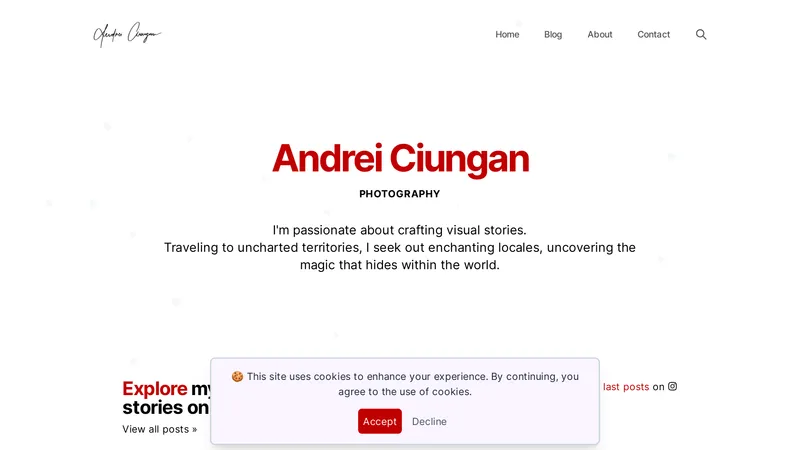 Andrei Ciungan
Home
Blog
About
Contact
Andrei Ciungan
PHOTOGRAPHY
I'm passionate about crafting visual stories.
Traveling to uncharted territories, I seek out enchanting locales, uncovering the
magic that hides within the world.
Explore my
stories on
View all posts »
last posts on
🍪 This site uses cookies to enhance your experience. By continuing, you
agree to the use of cookies.
Accept
Decline